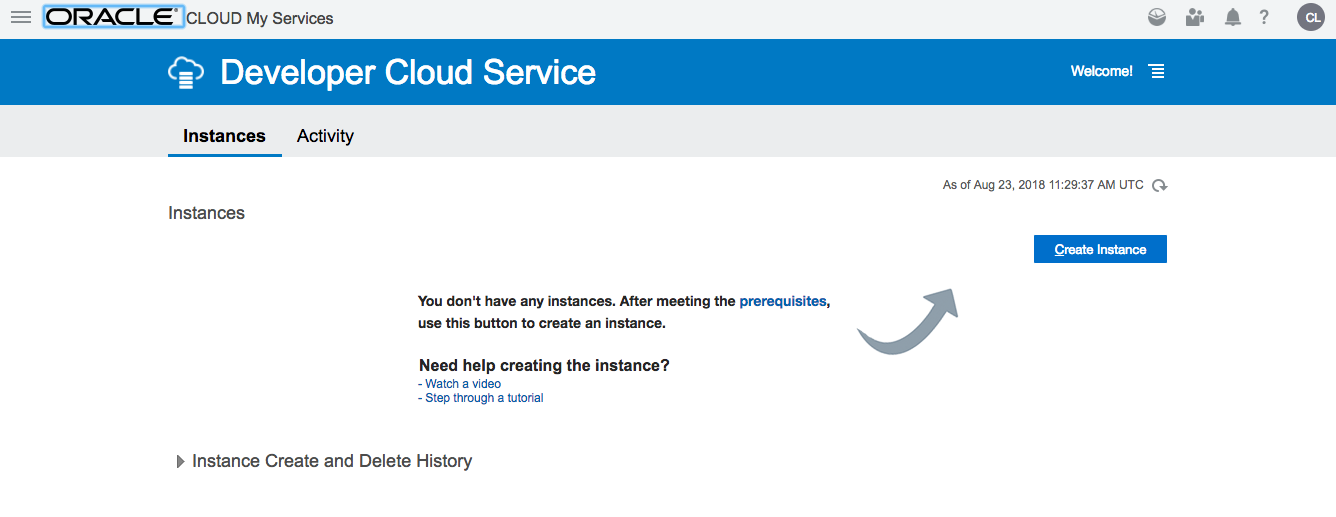 ORACLE® CLOUD My Services
? CL
Developer Cloud Service
Welcome!
Instances Activity
As of Aug 23, 2018 11:29:37 AM UTC
Instances
Create Instance
You don't have any instances. After meeting the prerequisites,
use this button to create an instance.
Need help creating the instance?
- Watch a video
- Step through a tutorial
Instance Create and Delete History